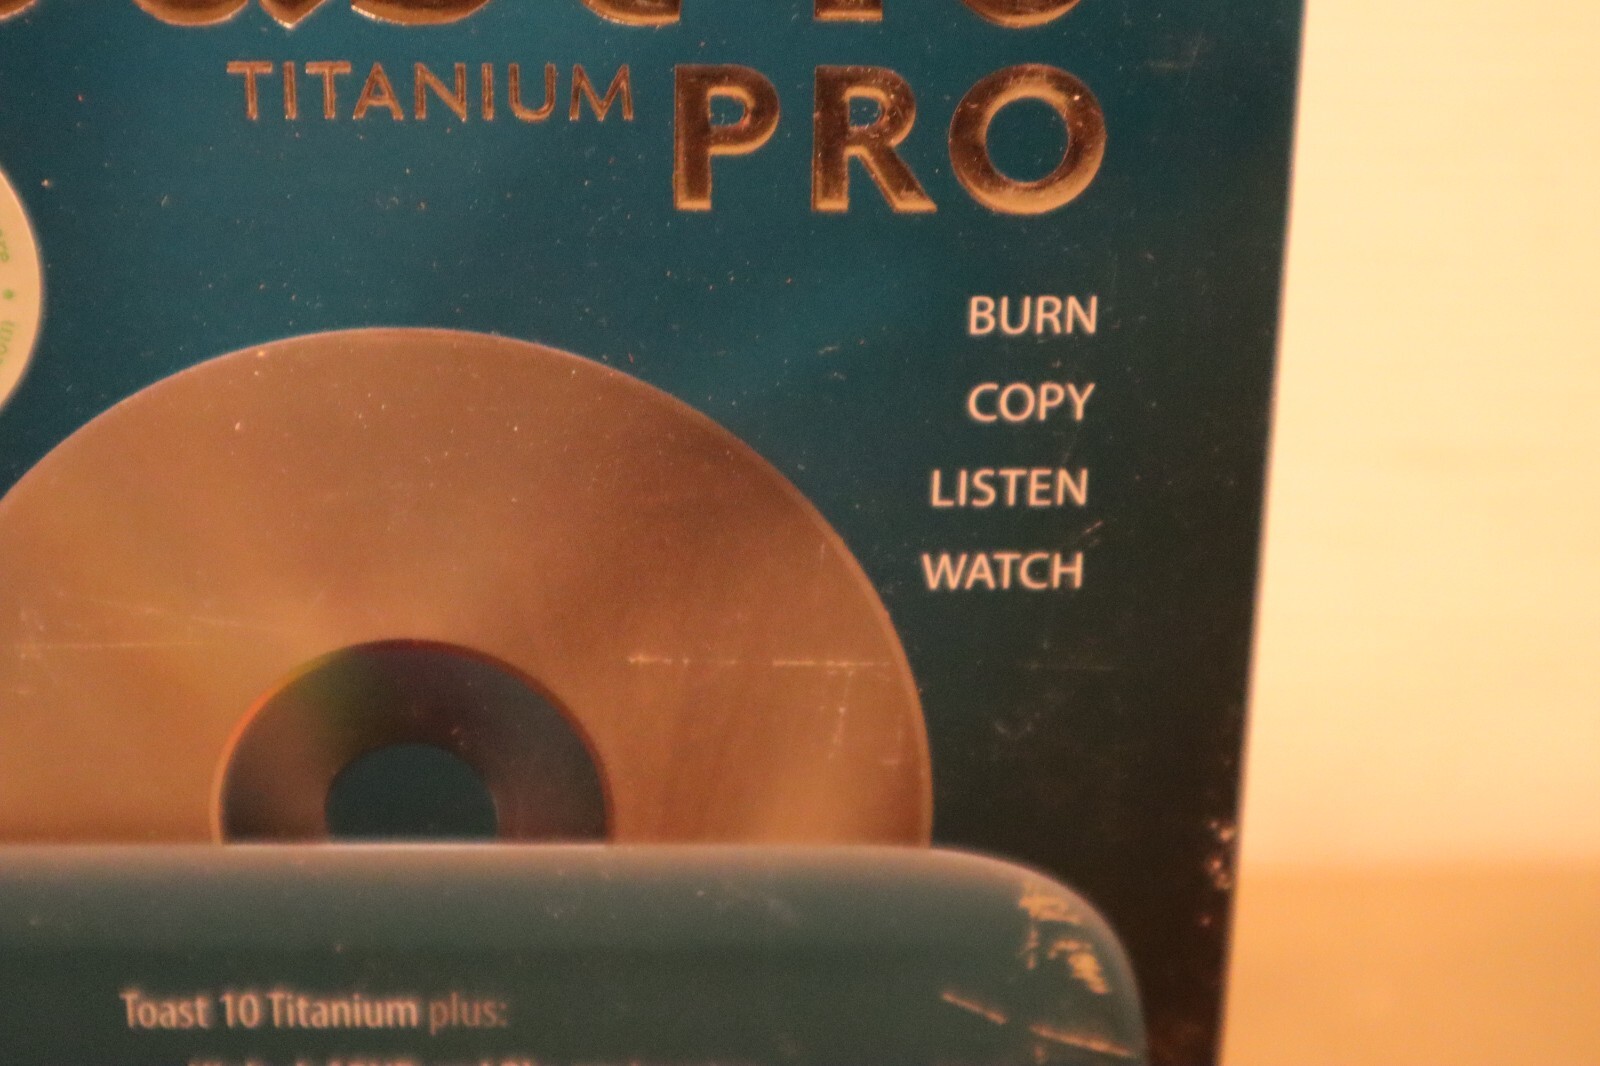 TITANIUM PRO
BURN
COPY
LISTEN
WATCH
Toast 10 Titanium plus: